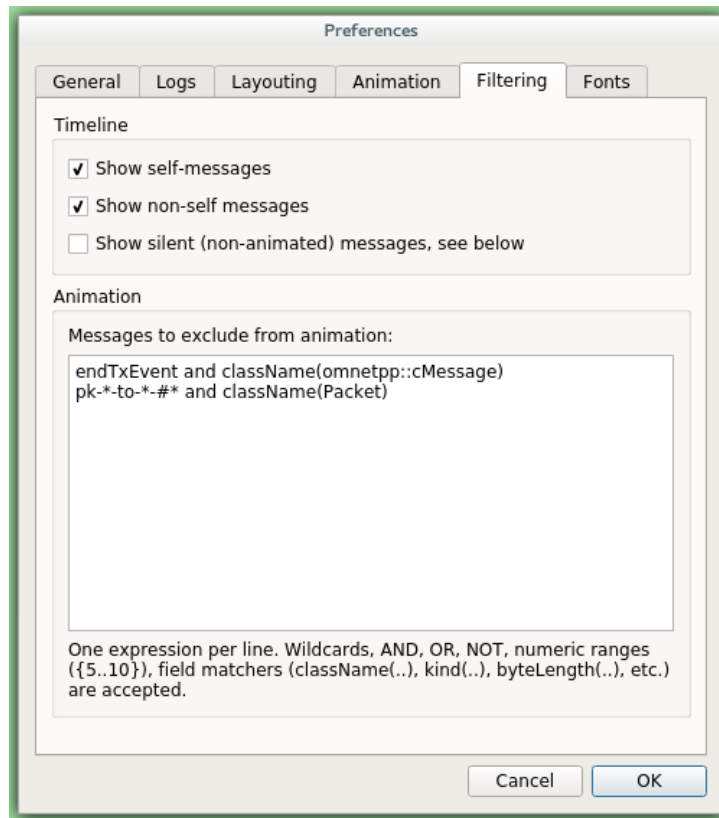 Preferences
General Logs Layouting Animation Filtering Fonts
Timeline
Show self-messages
Show non-self messages
Show silent (non-animated) messages, see below
Animation
Messages to exclude from animation:
endTxEvent and className(omnetpp::cMessage)
pk-*-to-*-#* and className(Packet)
One expression per line. Wildcards, AND, OR, NOT, numeric ranges
({5..10}), field matchers (className(..), kind(..), byteLength(..), etc.)
are accepted.
Cancel OK